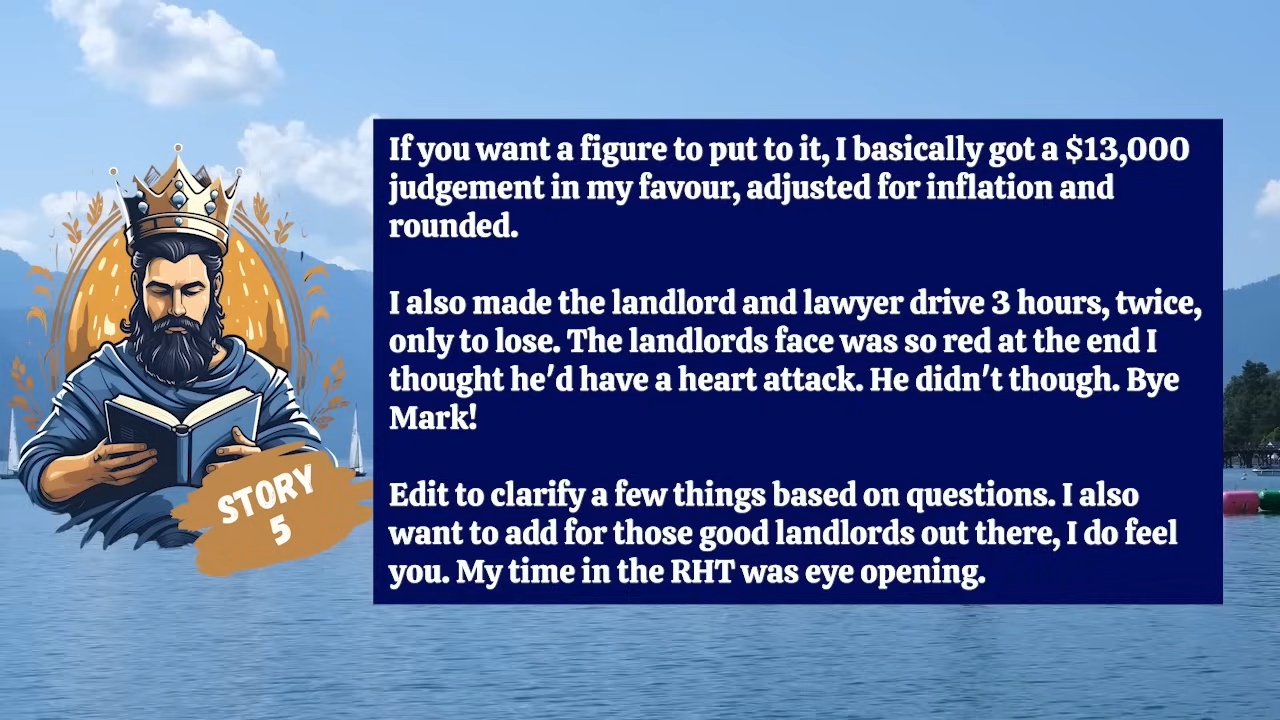 If you want a figure to put to it, I basically got a $13,000
judgement in my favour, adjusted for inflation and
rounded.
I also made the landlord and lawyer drive 3 hours, twice,
only to lose. The landlords face was so red at the end I
thought he'd have a heart attack. He didn't though. Bye
Mark!
Edit to clarify a few things based on questions. I also
want to add for those good landlords out there, I do feel
you. My time in the RHT was eye opening.
STORY
5